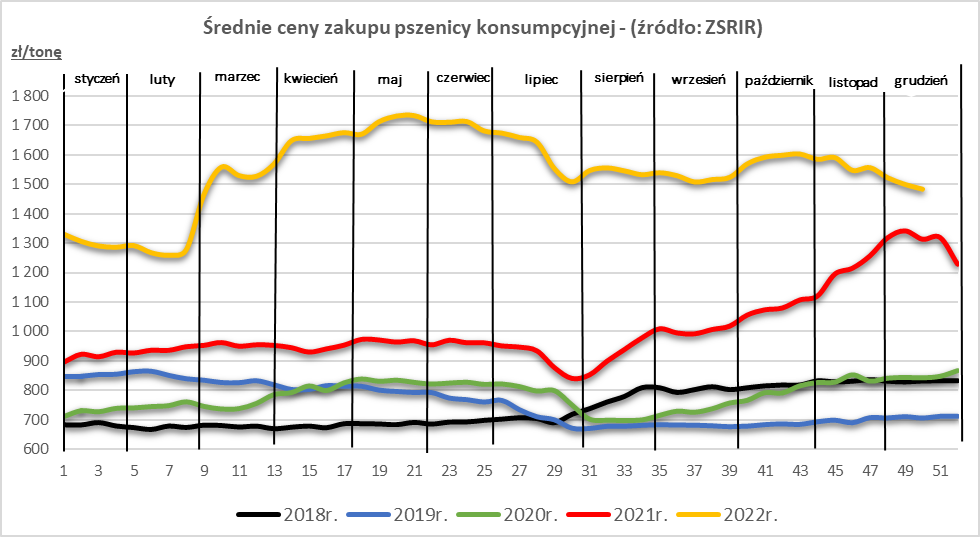 Średnie ceny zakupu pszenicy konsumpcyjnej - (źródło: ZSRIR)
zł/tonę
styczeń luty marzec kwiecień maj czerwiec lipiec sierpień wrzesień październik listopad grudzień
1 800
1 700
1 600
1 500
1 400
1 300
1 200
1 100
1 000
900
800
700
600
1 3 5 7 9 11 13 15 17 19 21 23 25 27 29 31 33 35 37 39 41 43 45 47 49 51
2018r. 2019r. 2020r. 2021r. 2022r.